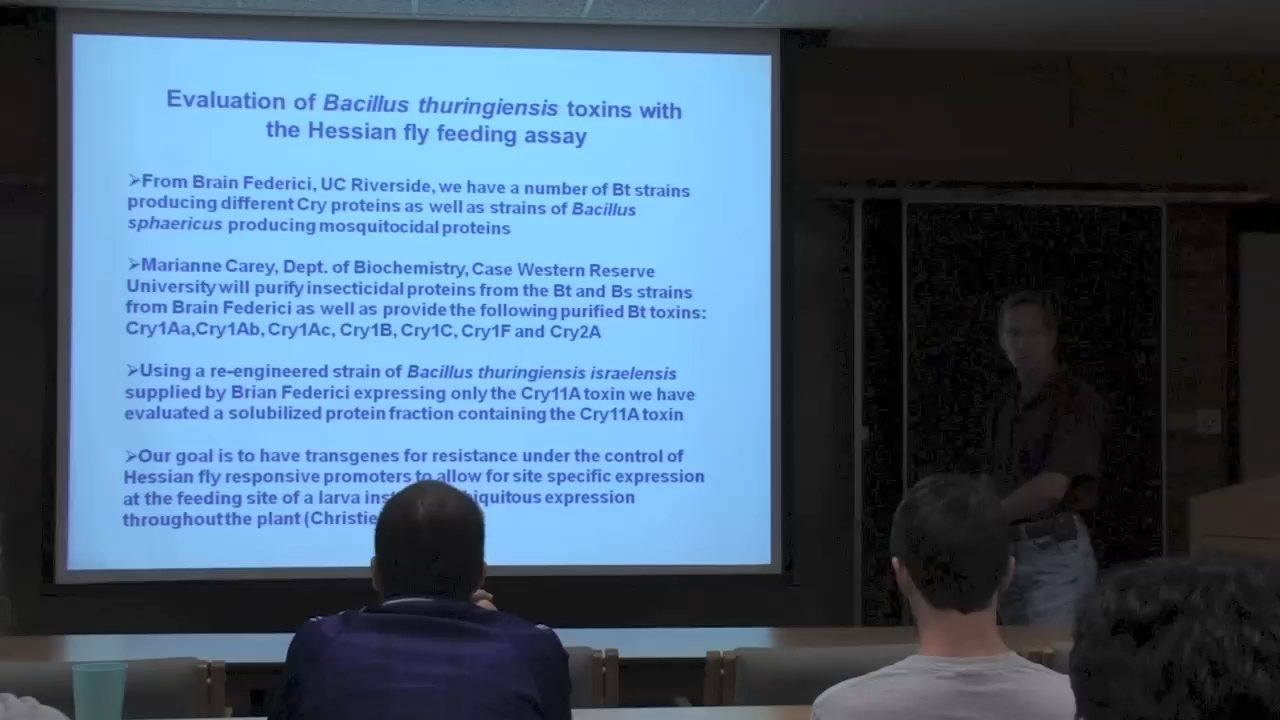 Evaluation of Bacillus thuringiensis toxins with
the Hessian fly feeding assay
➢From Brain Federici, UC Riverside, we have a number of Bt strains
producing different Cry proteins as well as strains of Bacillus
sphaericus producing mosquitocidal proteins
➢Marianne Carey, Dept. of Biochemistry, Case Western Reserve
University will purify insecticidal proteins from the Bt and Bs strains
from Brain Federici as well as provide the following purified Bt toxins:
Cry1Aa,Cry1Ab, Cry1Ac, Cry1B, Cry1C, Cry1F and Cry2A
➢Using a re-engineered strain of Bacillus thuringiensis israelensis
supplied by Brian Federici expressing only the Cry11A toxin we have
evaluated a solubilized protein fraction containing the Cry11A toxin
➢Our goal is to have transgenes for resistance under the control of
Hessian fly responsive promoters to allow for site specific expression
at the feeding site of a larva expression
throughout the plant (Christie